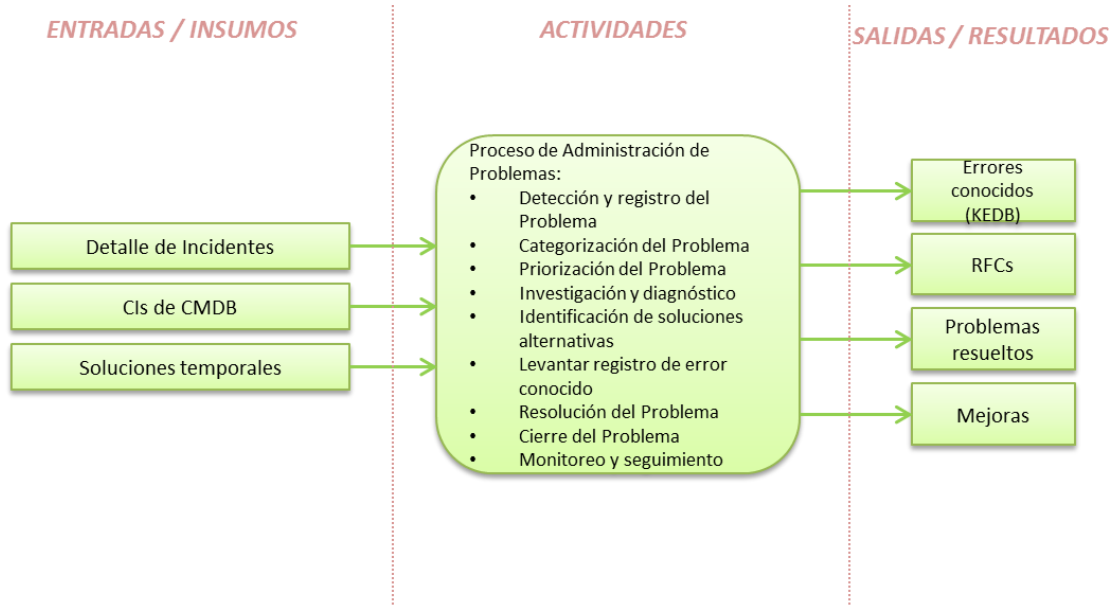 ENTRADAS / INSUMOS
ACTIVIDADES
SALIDAS / RESULTADOS
Detalle de Incidentes
CIs de CMDB
Soluciones temporales
Proceso de Administración de
Problemas:
• Detección y registro del
Problema
• Categorización del Problema
• Priorización del Problema
• Investigación y diagnóstico
• Identificación de soluciones
alternativas
• Levantar registro de error
conocido
• Resolución del Problema
• Cierre del Problema
• Monitoreo y seguimiento
Errores
conocidos
(KEDB)
RFCs
Problemas
resueltos
Mejoras